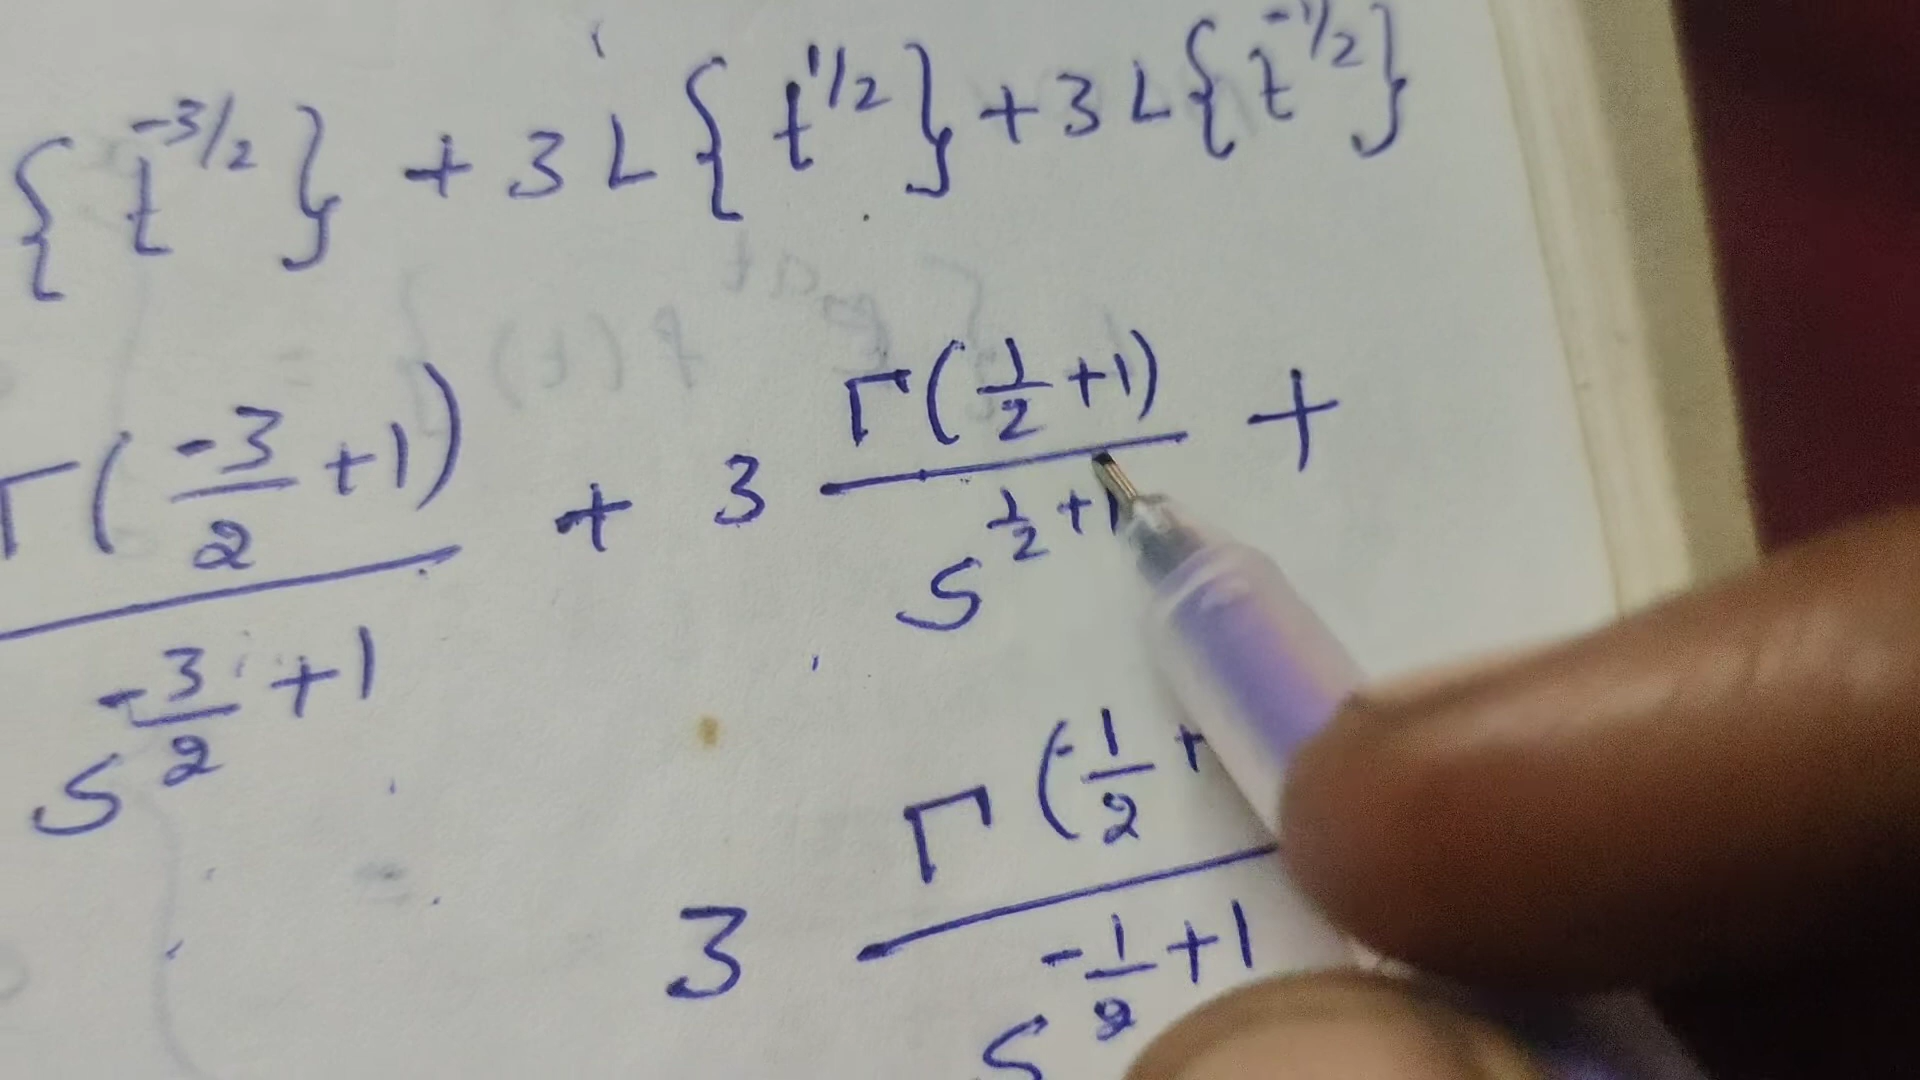 {t^{-3/2}} + 3 L{t^{1/2}} + 3 L{t^{-1/2}}
Γ(-3/2 +1) / s^{-3/2 +1} + 3 Γ(1/2 +1) / s^{1/2 +1} +
3 Γ(-1/2 + / s^{-1/2 +1}